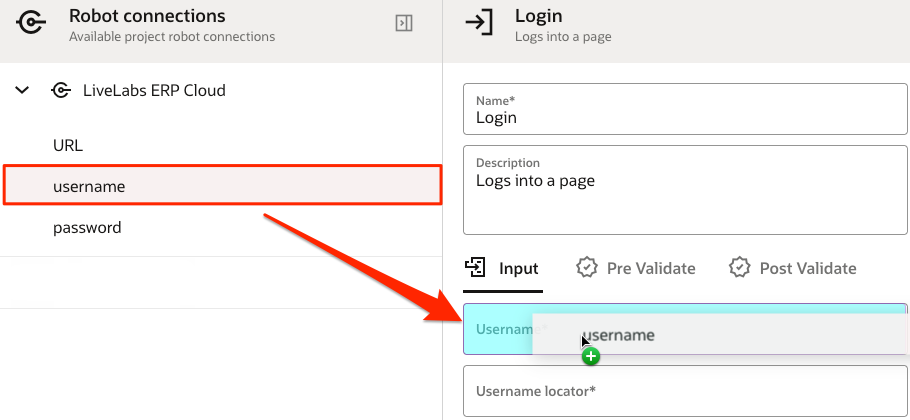 Robot connections
Available project robot connections
LiveLabs ERP Cloud
URL
username
password
Login
Logs into a page
Name*
Login
Description
Logs into a page
Input
Pre Validate
Post Validate
Username*
username
Username locator*